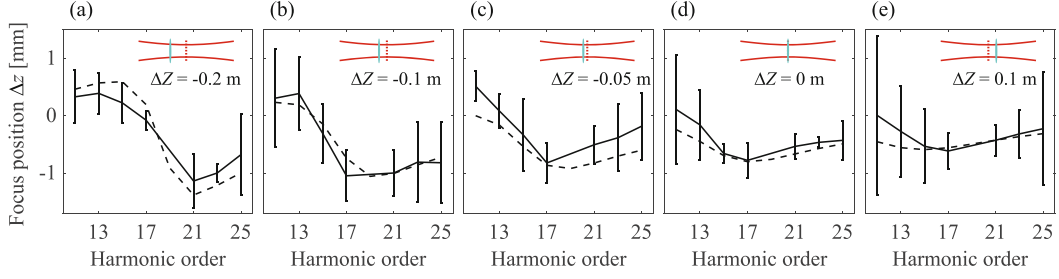 (a) (b) (c) (d) (e)
Focus position Δz [mm]
1
0
-1
ΔZ = -0.2 m
ΔZ = -0.1 m
ΔZ = -0.05 m
ΔZ = 0 m
ΔZ = 0.1 m
13 17 21 25
13 17 21 25
13 17 21 25
13 17 21 25
13 17 21 25
Harmonic order
Harmonic order
Harmonic order
Harmonic order
Harmonic order